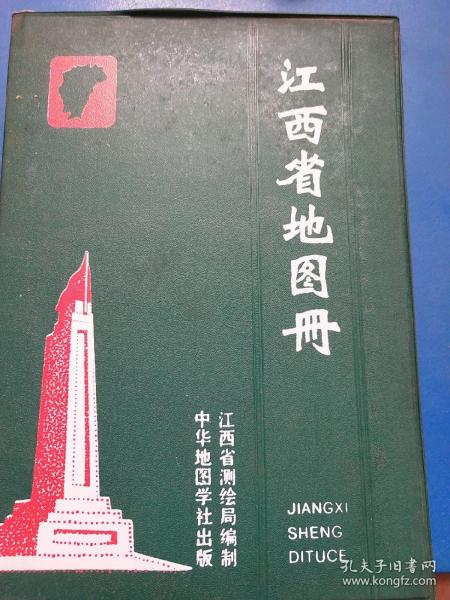 江西省地图册
江西省测绘局编制
中华地图学社出版
JIANGXI
SHENG
DITUCE
孔夫子旧书网
www.kongfz.com